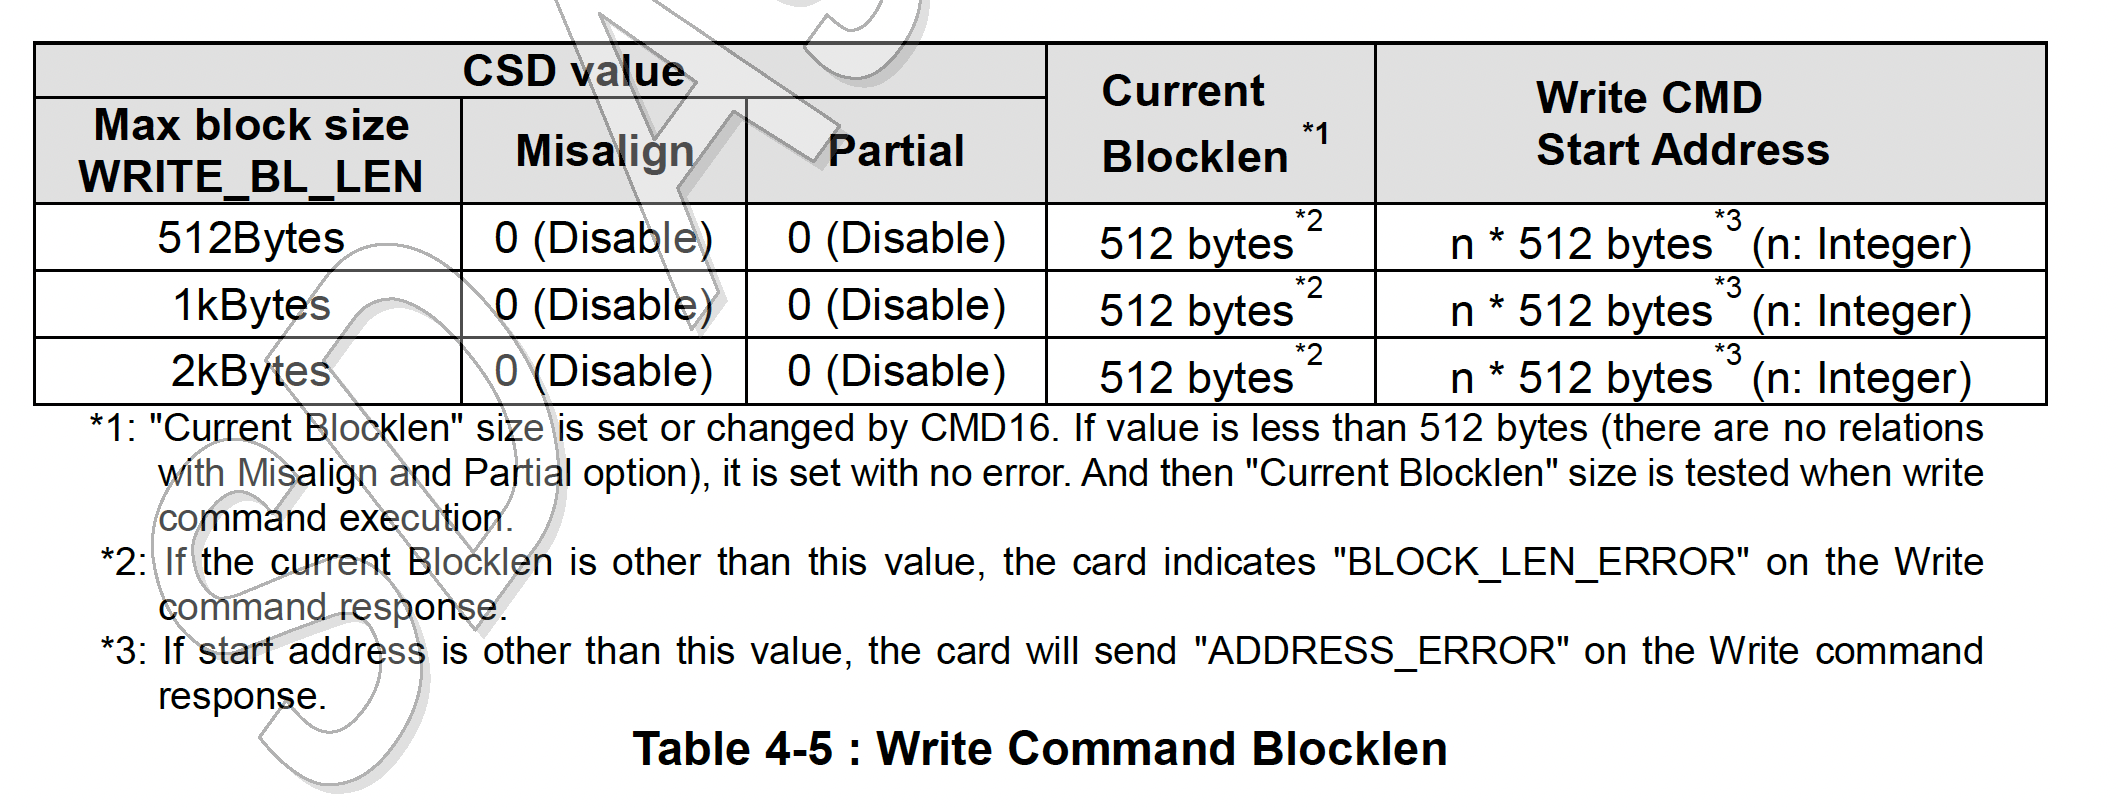 CSD value
Current
Blocklen *1
Write CMD
Start Address
Max block size
WRITE_BL_LEN
Misalign
Partial
512Bytes 0 (Disable) 0 (Disable) 512 bytes*2 n * 512 bytes*3 (n: Integer)
1kBytes 0 (Disable) 0 (Disable) 512 bytes*2 n * 512 bytes*3 (n: Integer)
2kBytes 0 (Disable) 0 (Disable) 512 bytes*2 n * 512 bytes*3 (n: Integer)
*1: "Current Blocklen" size is set or changed by CMD16. If value is less than 512 bytes (there are no relations
with Misalign and Partial option), it is set with no error. And then "Current Blocklen" size is tested when write
command execution.
*2: If the current Blocklen is other than this value, the card indicates "BLOCK_LEN_ERROR" on the Write
command response.
*3: If start address is other than this value, the card will send "ADDRESS_ERROR" on the Write command
response.
Table 4-5 : Write Command Blocklen